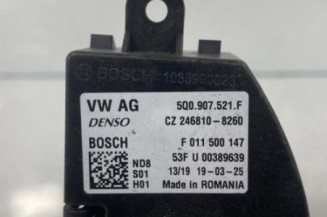 BOSCH
VW AG 5Q0.907.521.F
DENSO CZ 246810-8260
BOSCH F 011 500 147
ND8 53F U 00389639
S01 13/19 19-03-25
H01 Made in ROMANIA